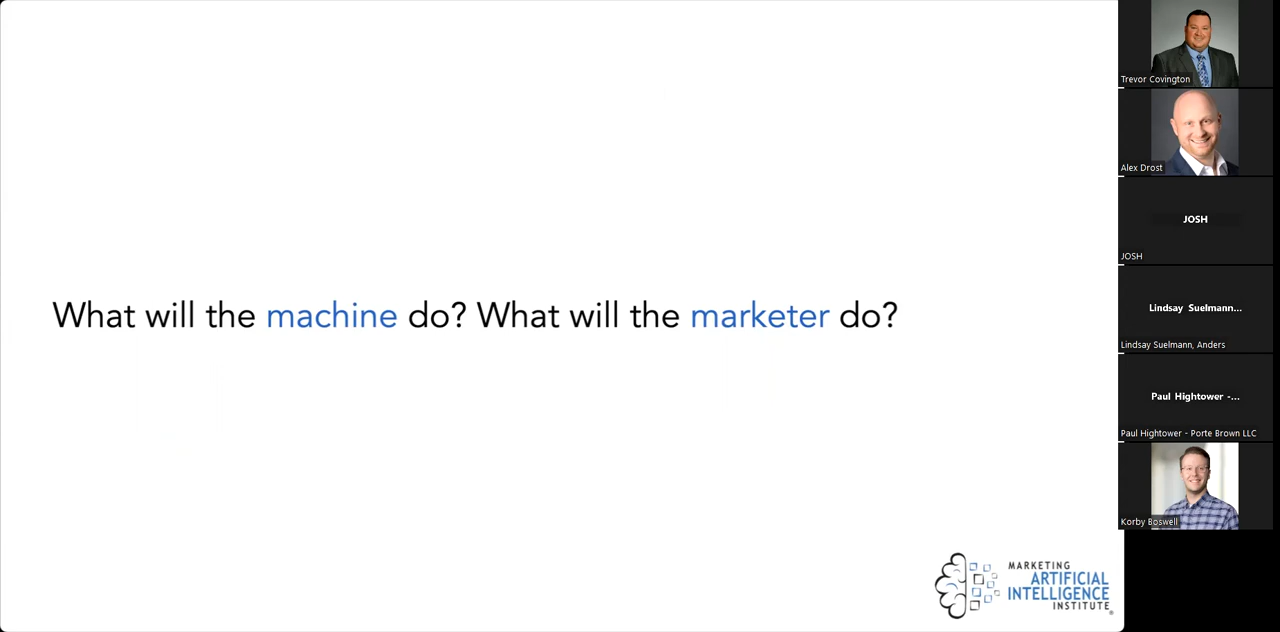 What will the machine do? What will the marketer do?
MARKETING
ARTIFICIAL
INTELLIGENCE
INSTITUTE®
Trevor Covington
Alex Drost
JOSH
JOSH
Lindsay Suelmann...
Lindsay Suelmann, Anders
Paul Hightower -...
Paul Hightower - Porte Brown LLC
Korby Boswell